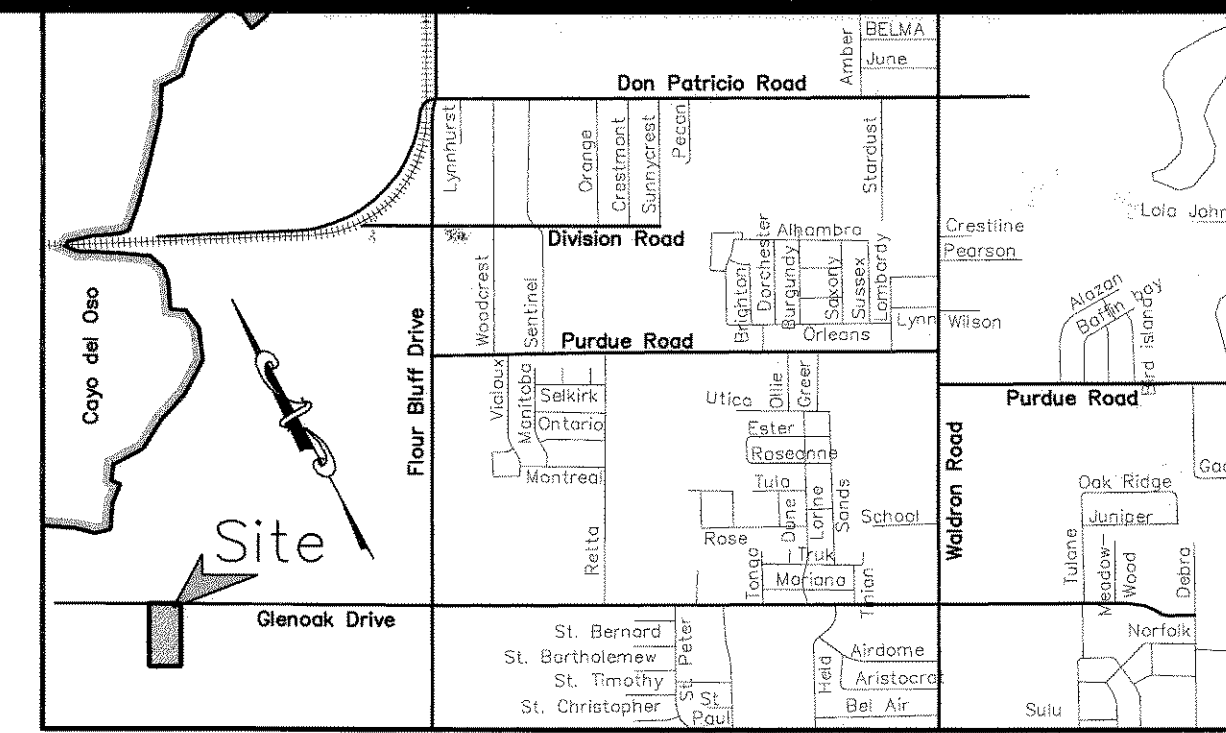 BELMA
Amber
June
Don Patricio Road
Lynnhurst
Orange
Crestmont
Sunnycrest
Pecan
Stardust
Lola John
Division Road
Crestline
Pearson
Alhambra
Dorchester
Brighton
Burgundy
Saxony
Sussex
Lombardy
Woodcrest
Sentinel
Cayo del Oso
Flour Bluff Drive
Alazan
Baffin bay
Bird island
Lynn
Wilson
Orleans
Purdue Road
Purdue Road
Vialoux
Manitoba
Selkirk
Ontario
Montreal
Utica
Ollie
Greer
Ester
Roseanne
Tula
Dune
Lorine
Sands
School
Rose
Waldron Road
Oak Ridge
Juniper
Site
Retta
Tonga
Truk
Mariana
Tinian
Tulane
Meadow-
Wood
Debra
Glenoak Drive
St. Bernard
St. Bartholemew
St. Timothy
St. Christopher
St. Peter
St
Paul
Held
Airdome
Aristocrat
Bel Air
Norfolk
Sulu